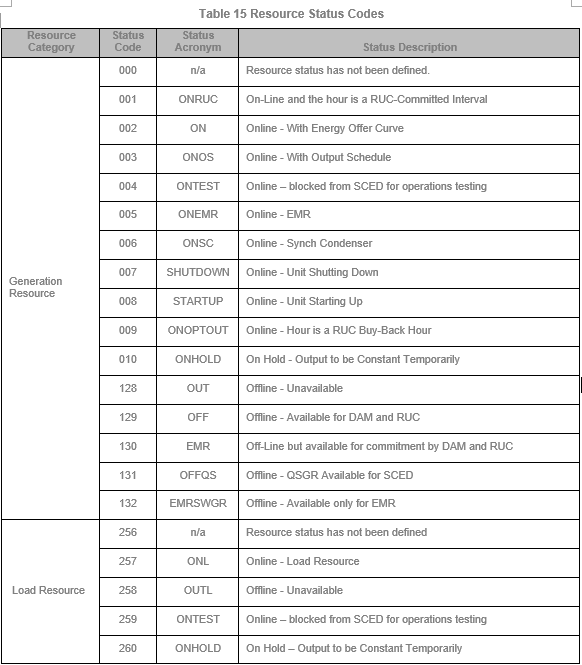 Table 15 Resource Status Codes
Resource Category Status Code Status Acronym Status Description
Generation Resource
000 n/a Resource status has not been defined.
001 ONRUC On-Line and the hour is a RUC-Committed Interval
002 ON Online - With Energy Offer Curve
003 ONOS Online - With Output Schedule
004 ONTEST Online – blocked from SCED for operations testing
005 ONEMR Online - EMR
006 ONSC Online - Synch Condenser
007 SHUTDOWN Online - Unit Shutting Down
008 STARTUP Online - Unit Starting Up
009 ONOPTOUT Online - Hour is a RUC Buy-Back Hour
010 ONHOLD On Hold - Output to be Constant Temporarily
128 OUT Offline - Unavailable
129 OFF Offline - Available for DAM and RUC
130 EMR Off-Line but available for commitment by DAM and RUC
131 OFFQS Offline - QSGR Available for SCED
132 EMRSWGR Offline - Available only for EMR
Load Resource
256 n/a Resource status has not been defined
257 ONL Online - Load Resource
258 OUTL Offline - Unavailable
259 ONTEST Online – blocked from SCED for operations testing
260 ONHOLD On Hold – Output to be Constant Temporarily